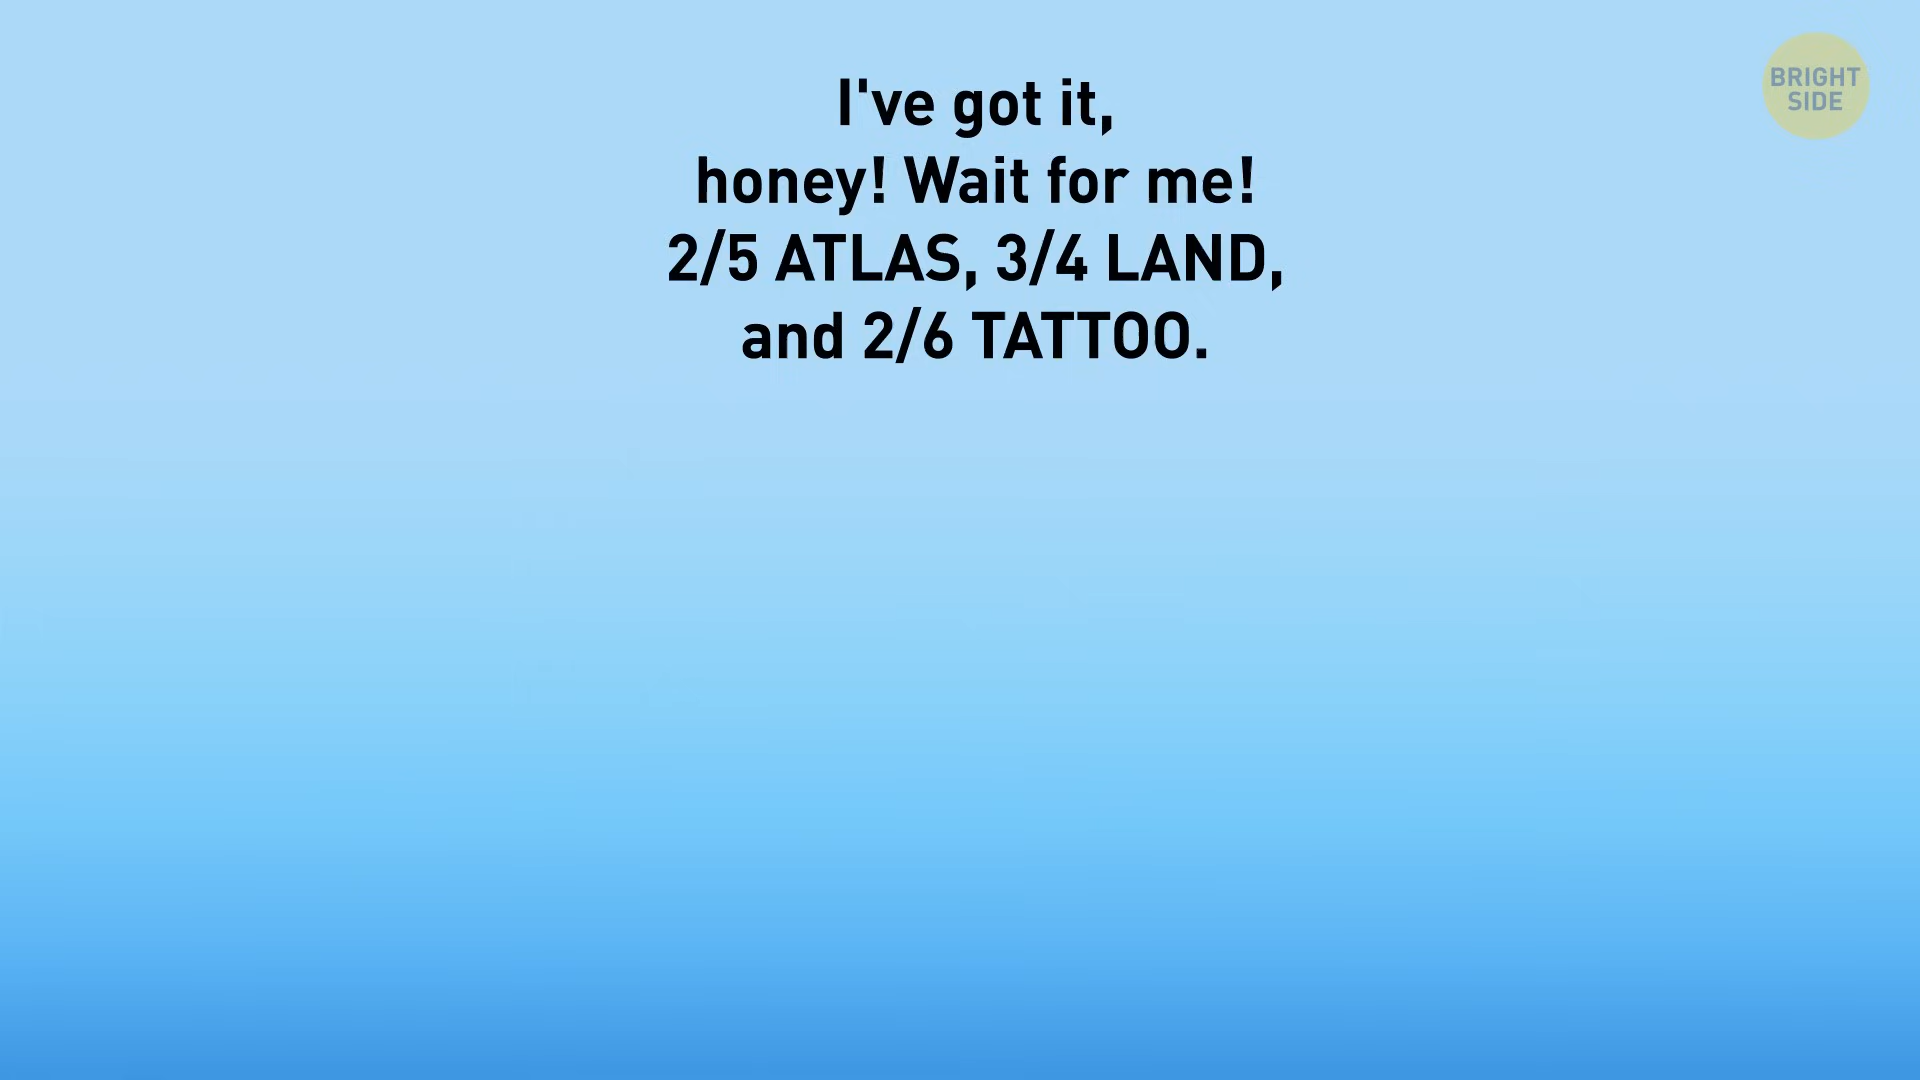 I've got it,
honey! Wait for me!
2/5 ATLAS, 3/4 LAND,
and 2/6 TATTOO.
BRIGHT
SIDE